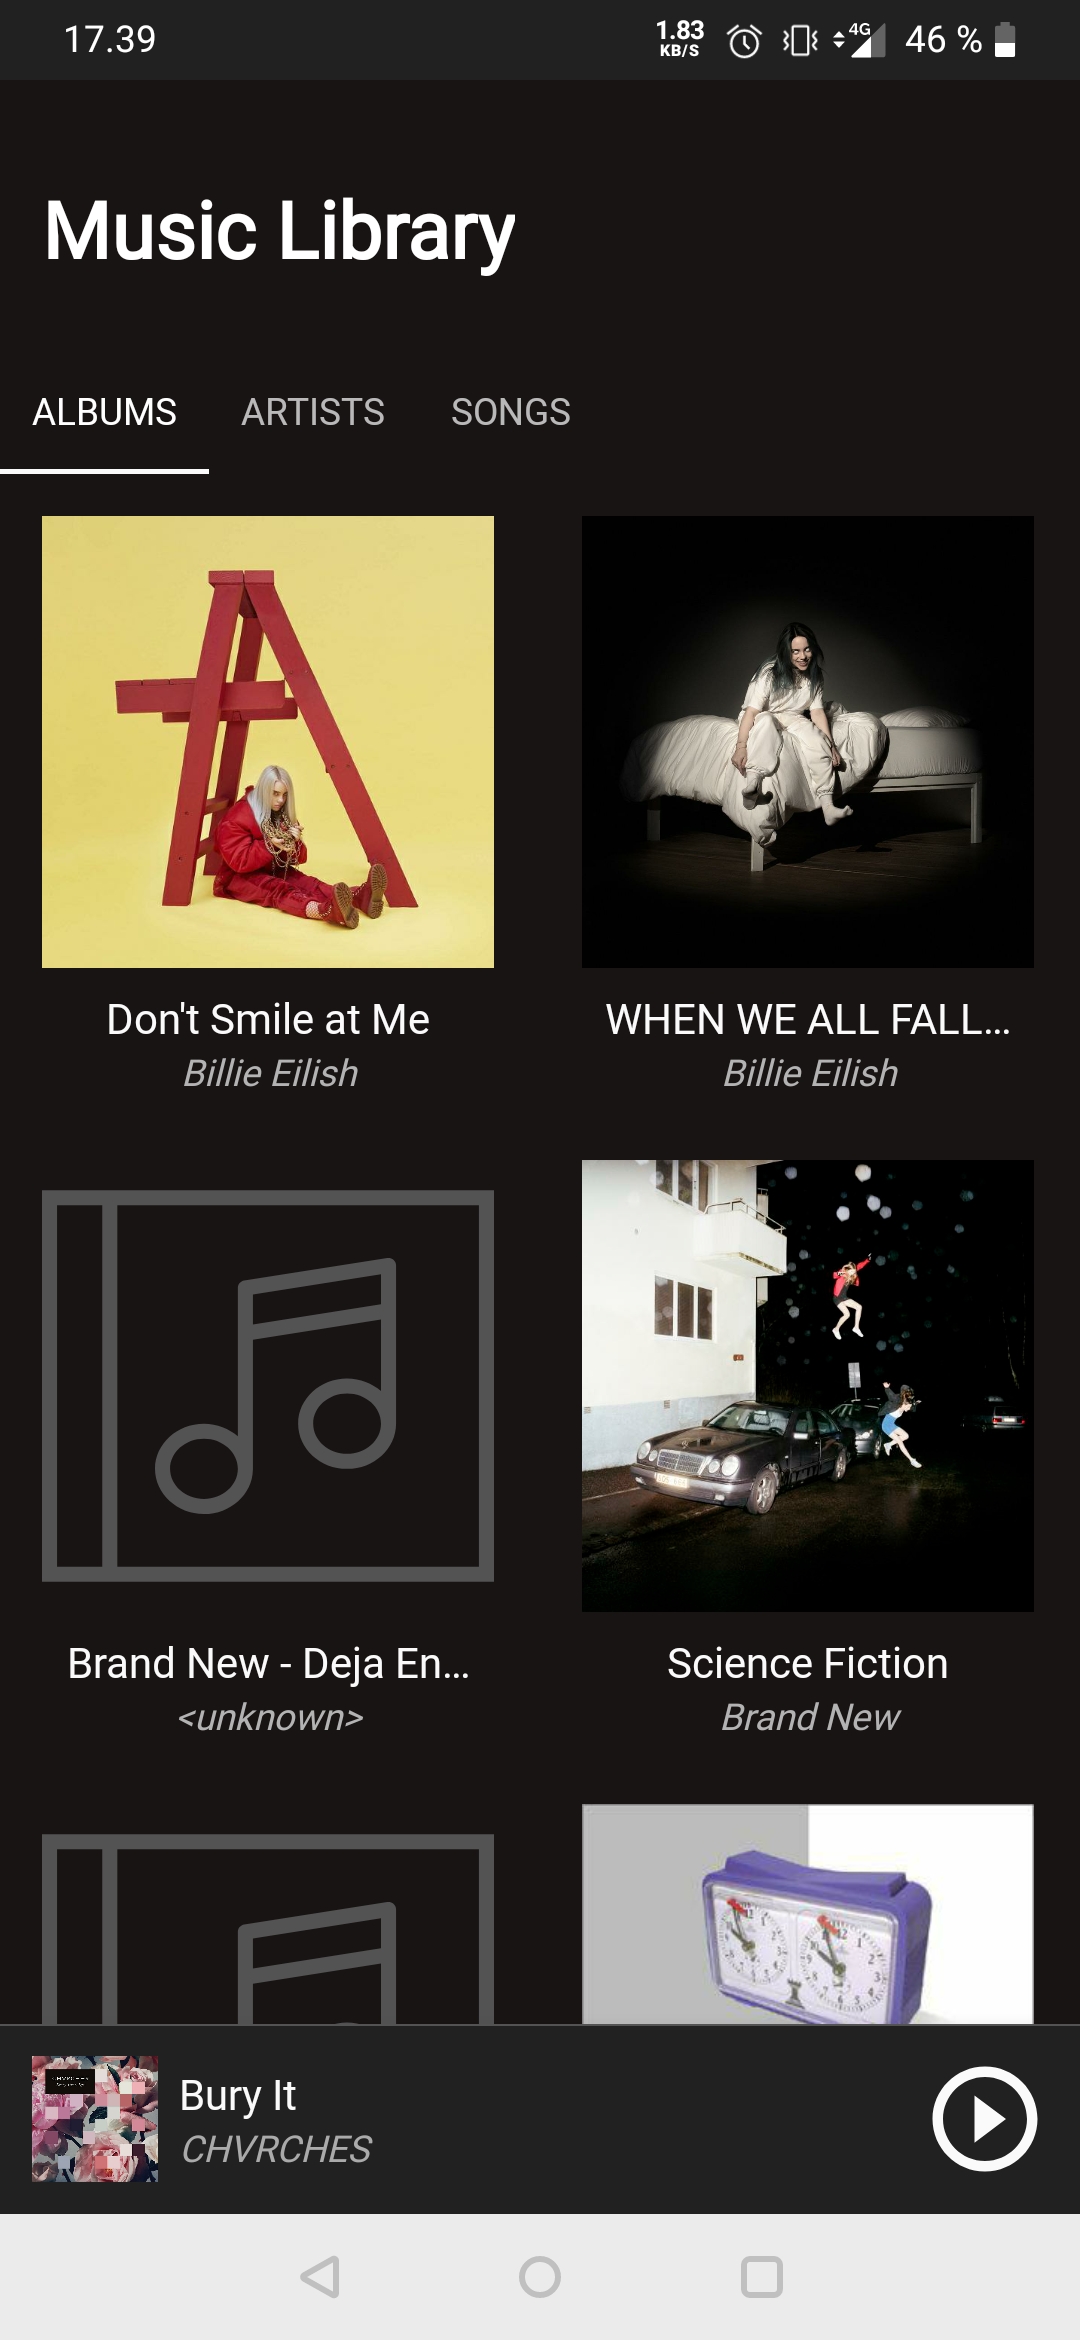 17.39
1.83
KB/S
4G
46 %
Music Library
ALBUMS ARTISTS SONGS
Don't Smile at Me
Billie Eilish
WHEN WE ALL FALL...
Billie Eilish
Brand New - Deja En...
<unknown>
Science Fiction
Brand New
Bury It
CHVRCHES